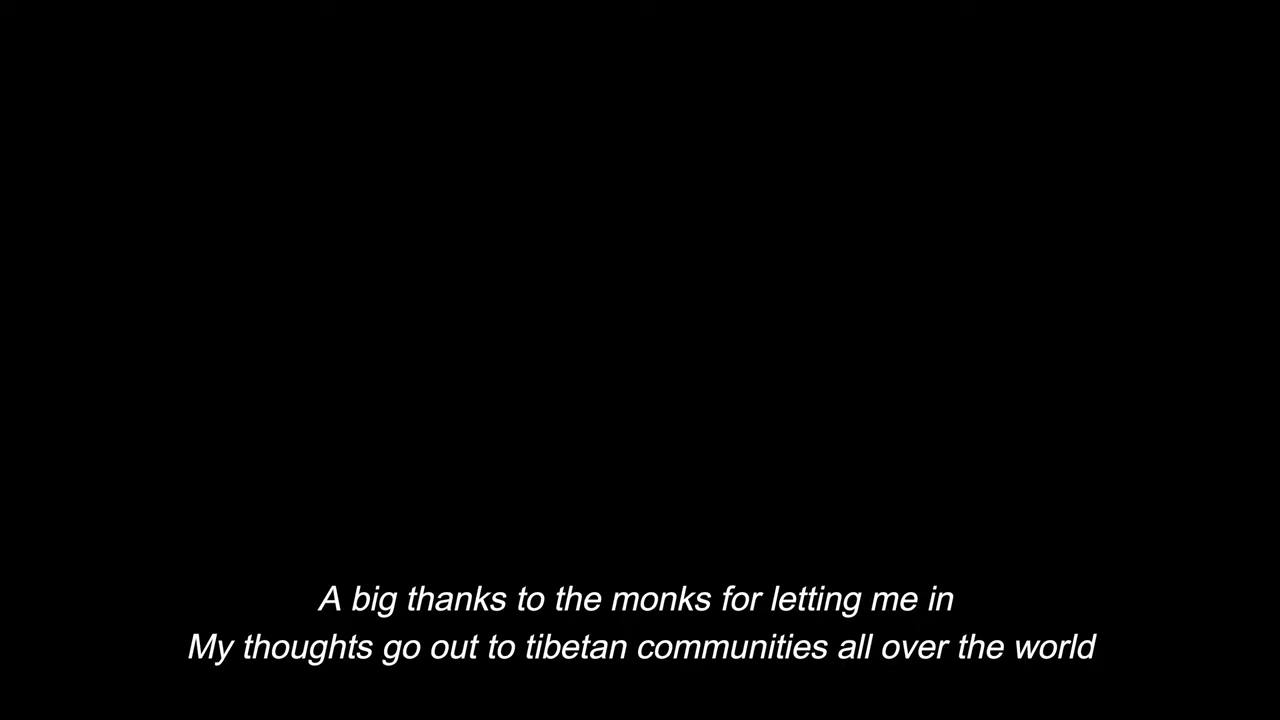 A big thanks to the monks for letting me in
My thoughts go out to tibetan communities all over the world